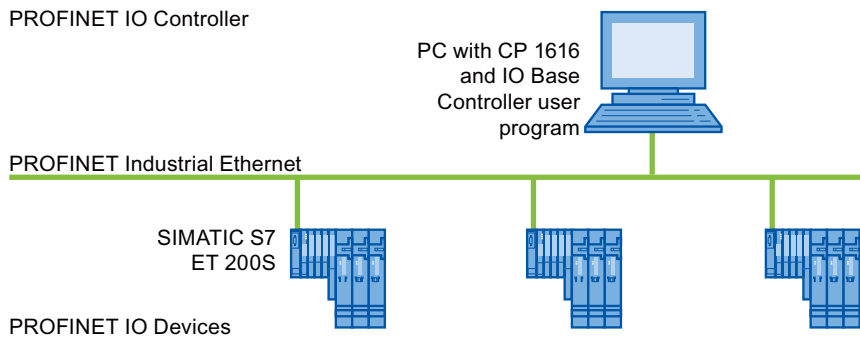 PROFINET IO Controller
PC with CP 1616
and IO Base
Controller user
program
PROFINET Industrial Ethernet
SIMATIC S7
ET 200S
PROFINET IO Devices